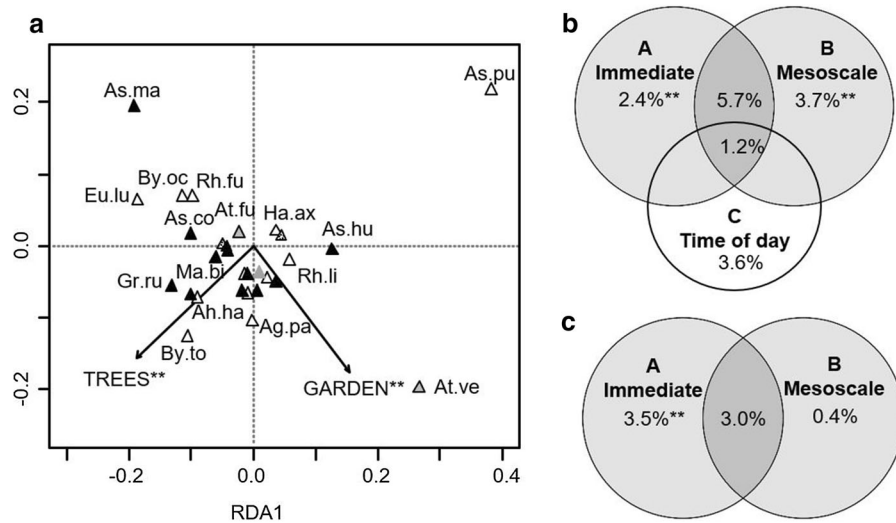 a
As.pu
As.ma
0.2
By.oc
Rh.fu
Eu.lu
As.co
At.fu
Ha.ax
As.hu
0.0
Gr.ru
Ma.bi
Rh.li
Ah.ha
Ag.pa
By.to
TREES**
GARDEN**
At.ve
-0.2
-0.2
0.0
0.2
0.4
RDA1
b
A
Immediate
2.4%**
5.7%
B
Mesoscale
3.7%**
1.2%
C
Time of day
3.6%
c
A
Immediate
3.5%**
3.0%
B
Mesoscale
0.4%